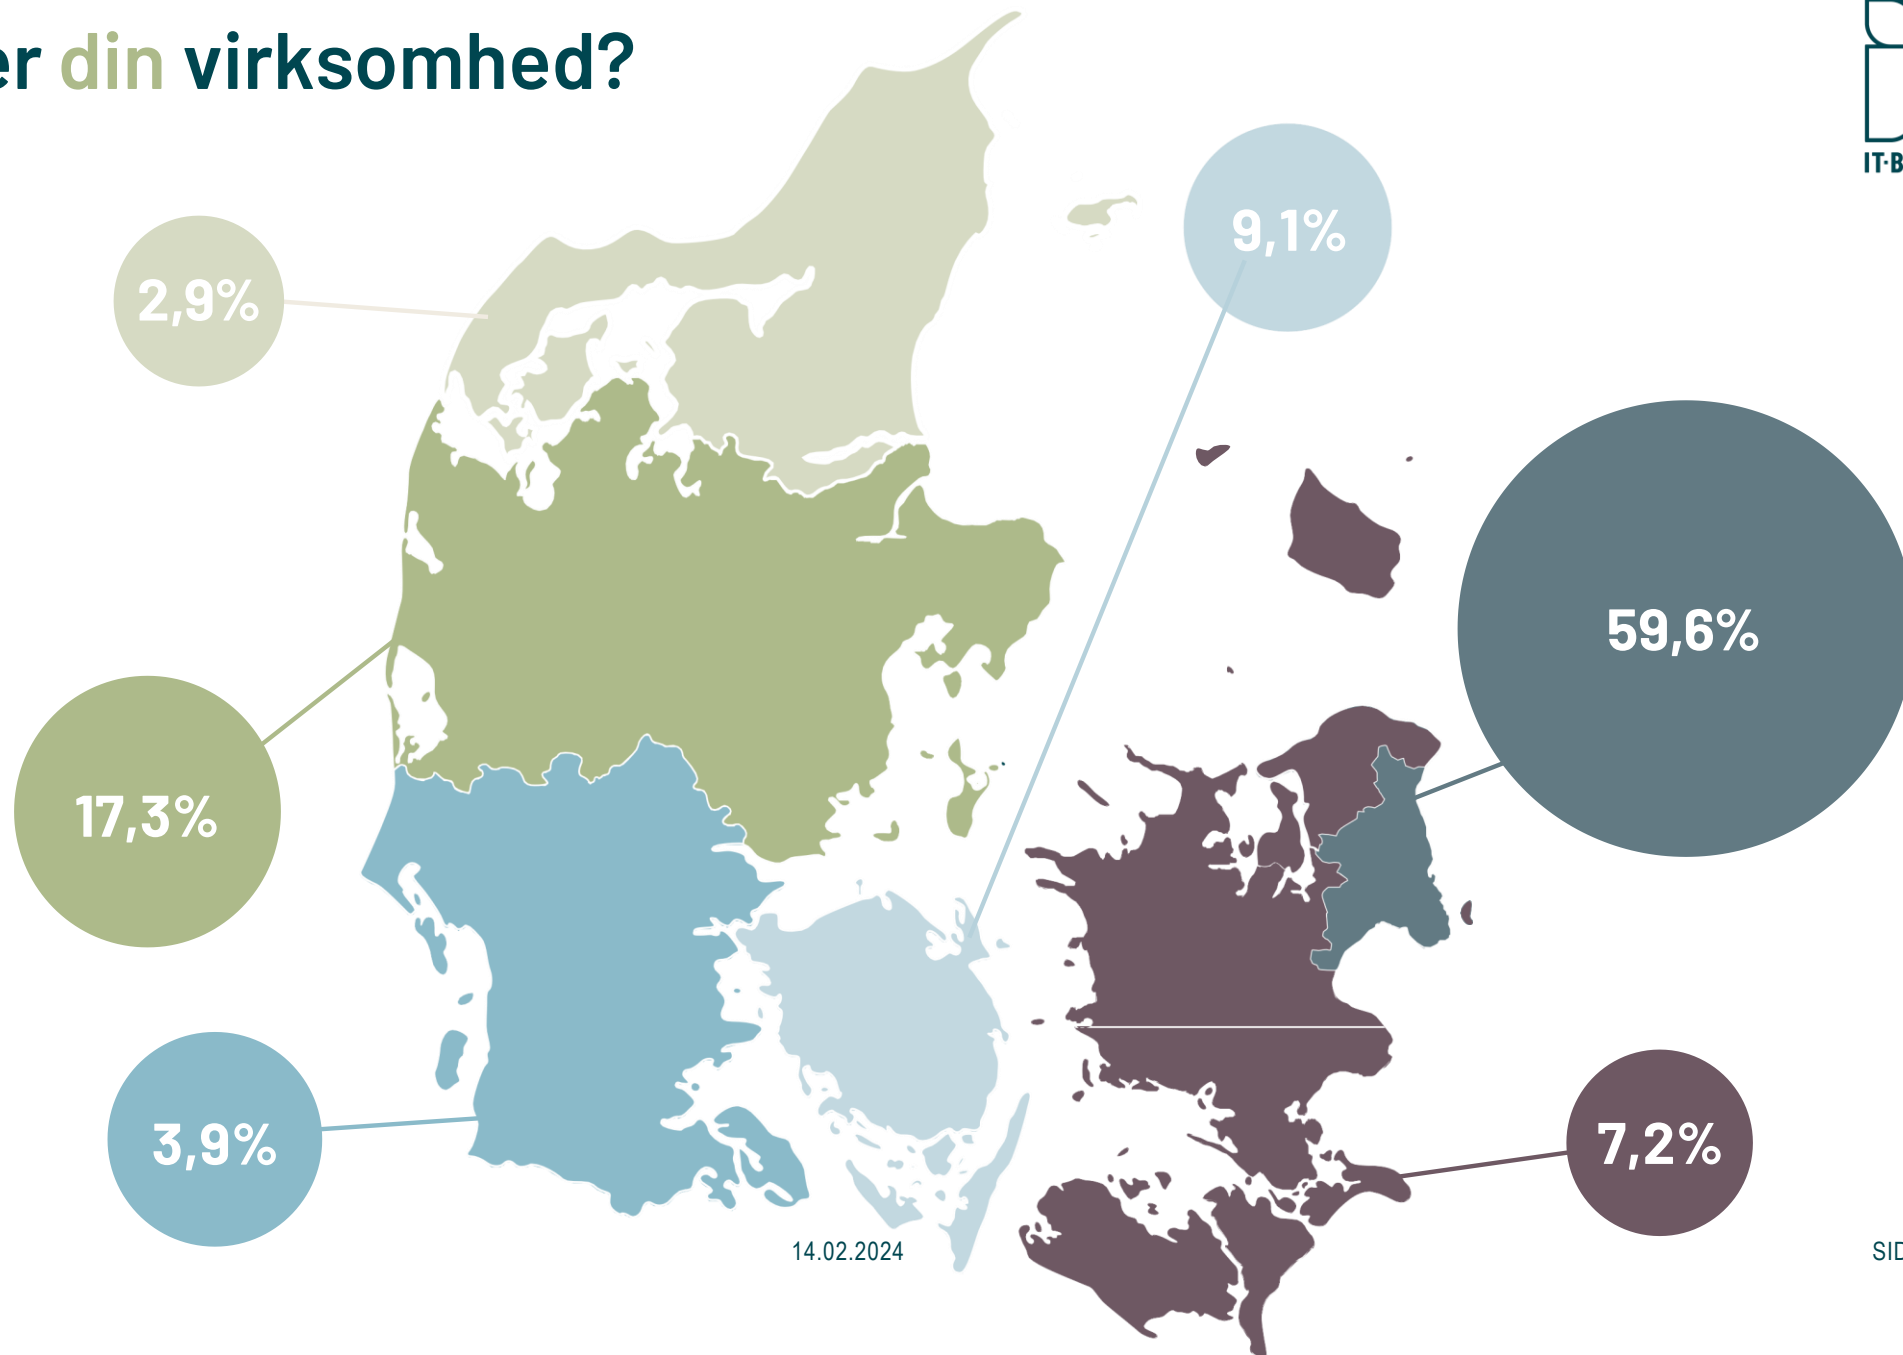 er din virksomhed?
IT·B
2,9%
9,1%
59,6%
17,3%
3,9%
7,2%
14.02.2024
SID